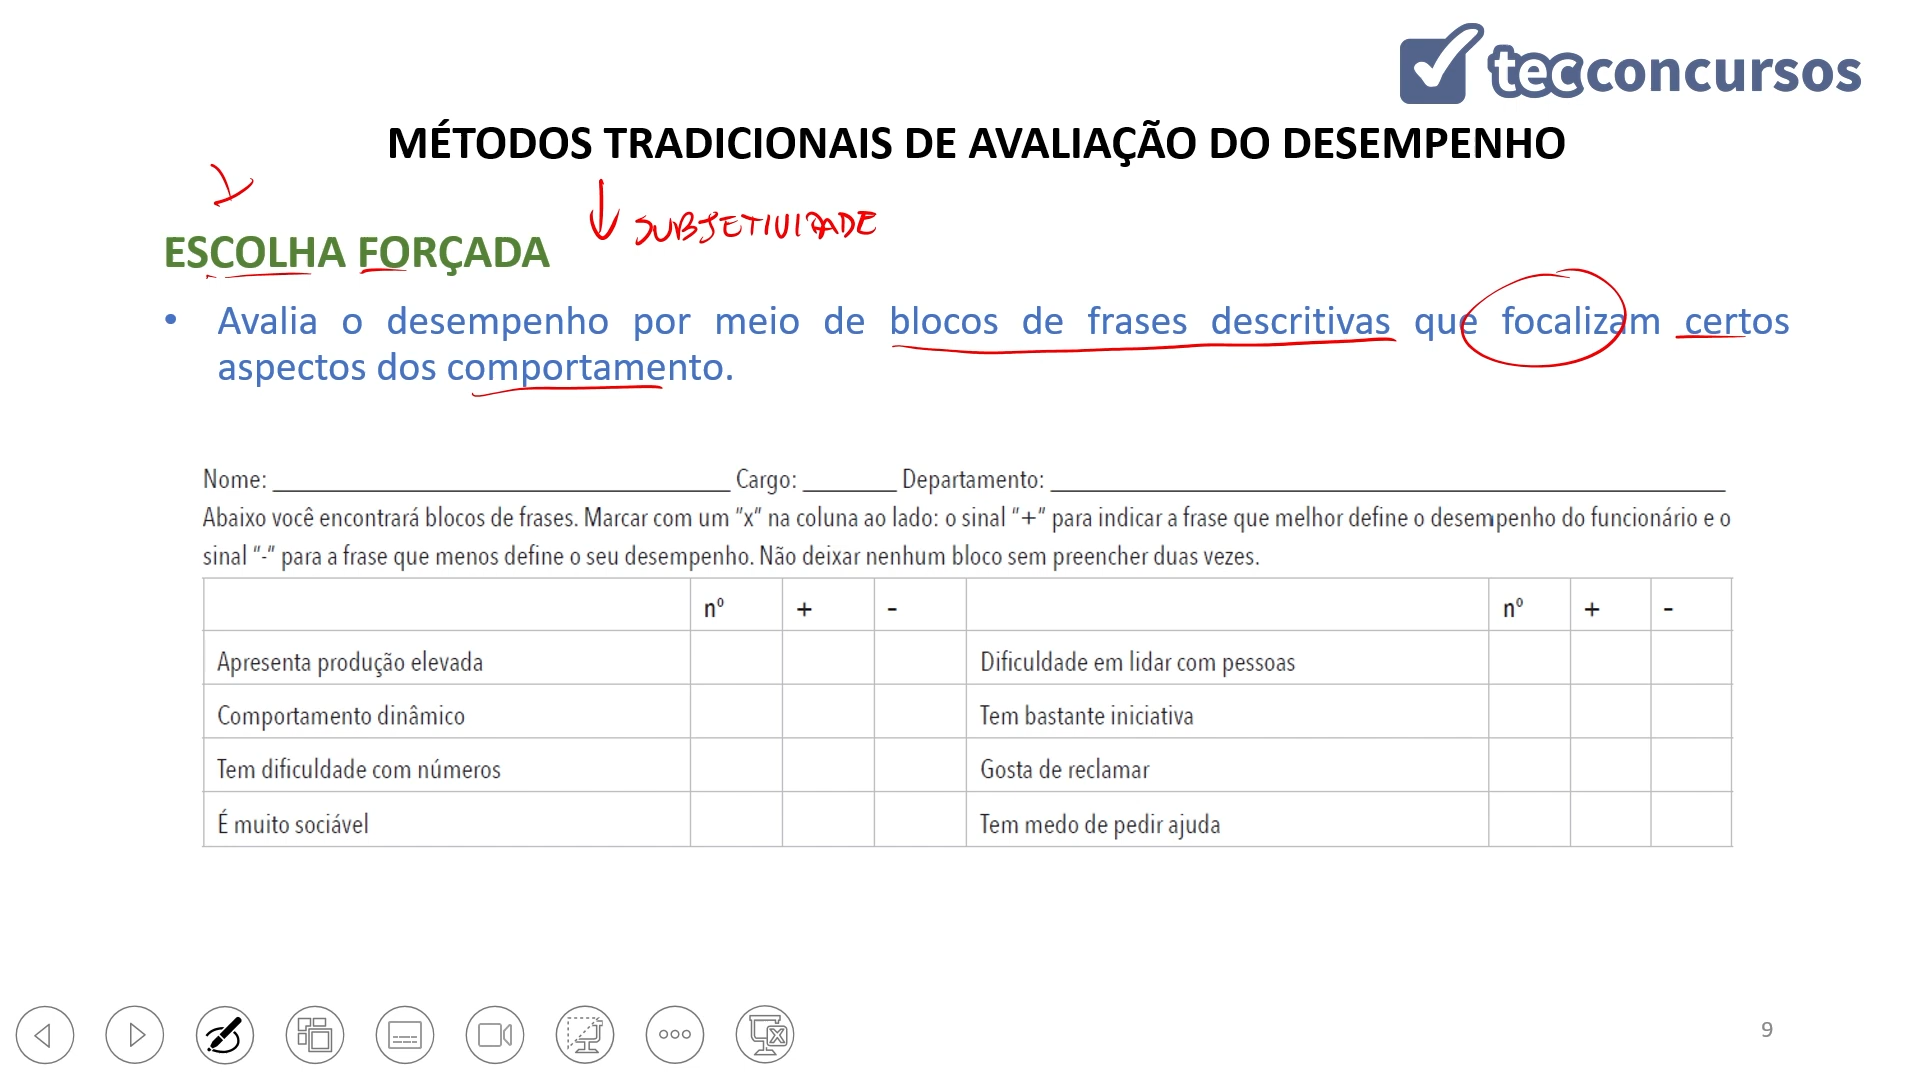 tecconcursos
MÉTODOS TRADICIONAIS DE AVALIAÇÃO DO DESEMPENHO
SUBJETIVIDADE
ESCOLHA FORÇADA
• Avalia o desempenho por meio de blocos de frases descritivas que focalizam certos
aspectos dos comportamento.
Nome: ______ Cargo: ______ Departamento: ______
Abaixo você encontrará blocos de frases. Marcar com um "x" na coluna ao lado: o sinal "+" para indicar a frase que melhor define o desempenho do funcionário e o
sinal "-" para a frase que menos define o seu desempenho. Não deixar nenhum bloco sem preencher duas vezes.
nº + - nº + -
Apresenta produção elevada Dificuldade em lidar com pessoas
Comportamento dinâmico Tem bastante iniciativa
Tem dificuldade com números Gosta de reclamar
É muito sociável Tem medo de pedir ajuda
9